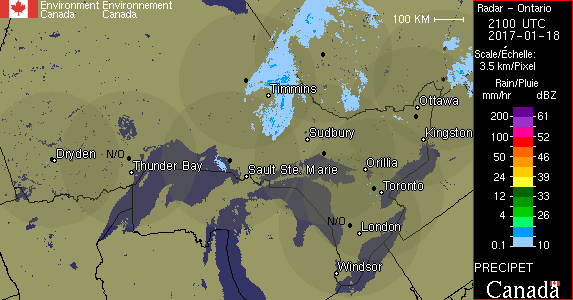 Environment Environnement
Canada Canada
100 KM
Timmins
Ottawa
Sudbury
Kingston
Dryden
N/O
Thunder Bay
Sault Ste. Marie
Orillia
Toronto
N/O
London
Windsor
Radar - Ontario
2100 UTC
2017-01-18
Scale/Échelle:
3.5 km/Pixel
Rain/Pluie
mm/hr dBZ
200 61
100 52
50 46
24 39
12 33
4 26
0.1 10
PRECIPET
Canada